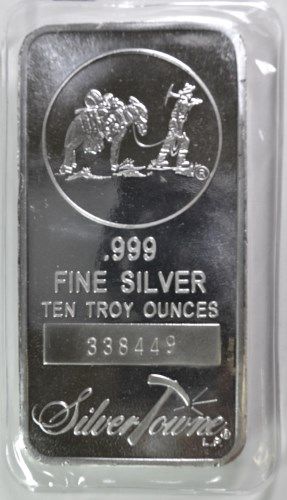 ®
.999
FINE SILVER
TEN TROY OUNCES
338449
SilverTowne
L.P.®